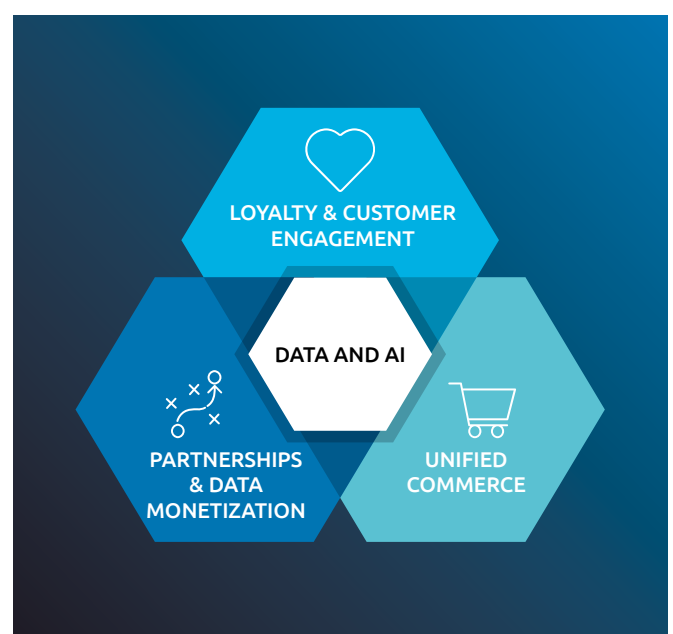 LOYALTY & CUSTOMER
ENGAGEMENT
DATA AND AI
PARTNERSHIPS
& DATA
MONETIZATION
UNIFIED
COMMERCE